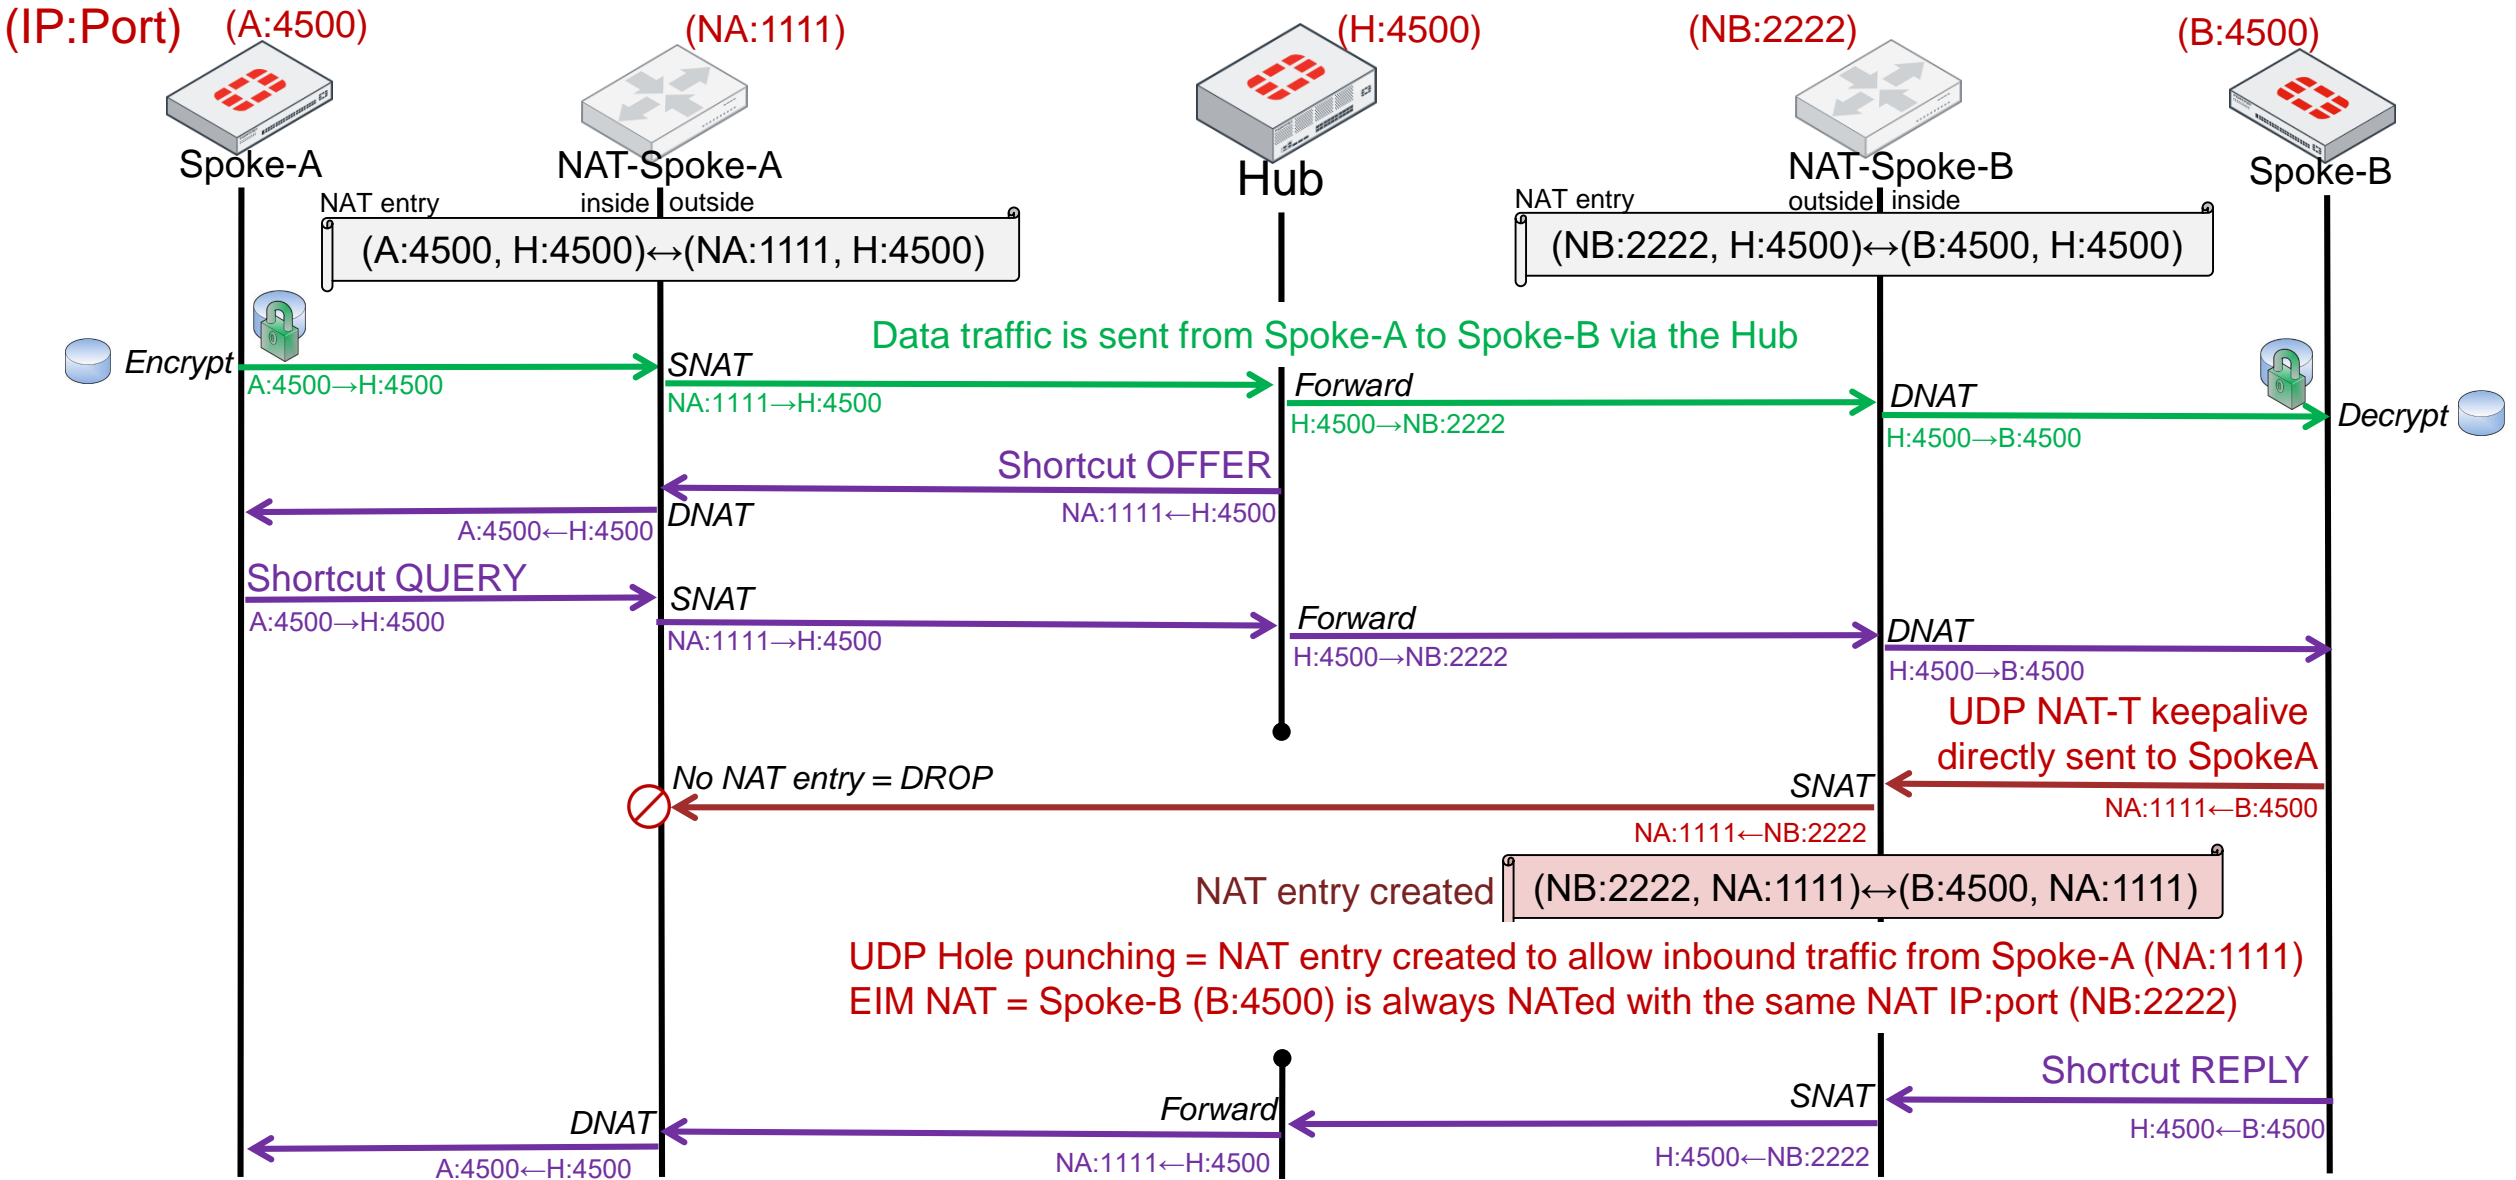 (IP:Port) (A:4500) (NA:1111) (H:4500) (NB:2222) (B:4500)
Spoke-A NAT-Spoke-A Hub NAT-Spoke-B Spoke-B
NAT entry inside outside NAT entry outside inside
(A:4500, H:4500)↔(NA:1111, H:4500) (NB:2222, H:4500)↔(B:4500, H:4500)
Data traffic is sent from Spoke-A to Spoke-B via the Hub
Encrypt SNAT Forward DNAT Decrypt
A:4500→H:4500 NA:1111→H:4500 H:4500→NB:2222 H:4500→B:4500
Shortcut OFFER
DNAT
A:4500←H:4500 NA:1111←H:4500
Shortcut QUERY
SNAT Forward DNAT
A:4500→H:4500 NA:1111→H:4500 H:4500→NB:2222 H:4500→B:4500
UDP NAT-T keepalive
directly sent to SpokeA
No NAT entry = DROP SNAT
NA:1111←B:4500
NA:1111←NB:2222
NAT entry created (NB:2222, NA:1111)↔(B:4500, NA:1111)
UDP Hole punching = NAT entry created to allow inbound traffic from Spoke-A (NA:1111)
EIM NAT = Spoke-B (B:4500) is always NATed with the same NAT IP:port (NB:2222)
Shortcut REPLY
DNAT Forward SNAT
A:4500←H:4500 NA:1111←H:4500 H:4500←NB:2222 H:4500←B:4500